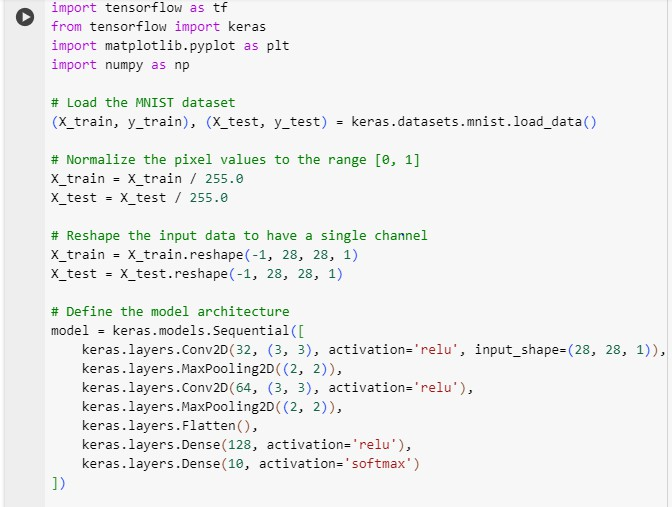 import tensorflow as tf
from tensorflow import keras
import matplotlib.pyplot as plt
import numpy as np

# Load the MNIST dataset
(X_train, y_train), (X_test, y_test) = keras.datasets.mnist.load_data()

# Normalize the pixel values to the range [0, 1]
X_train = X_train / 255.0
X_test = X_test / 255.0

# Reshape the input data to have a single channel
X_train = X_train.reshape(-1, 28, 28, 1)
X_test = X_test.reshape(-1, 28, 28, 1)

# Define the model architecture
model = keras.models.Sequential([
    keras.layers.Conv2D(32, (3, 3), activation='relu', input_shape=(28, 28, 1)),
    keras.layers.MaxPooling2D((2, 2)),
    keras.layers.Conv2D(64, (3, 3), activation='relu'),
    keras.layers.MaxPooling2D((2, 2)),
    keras.layers.Flatten(),
    keras.layers.Dense(128, activation='relu'),
    keras.layers.Dense(10, activation='softmax')
])